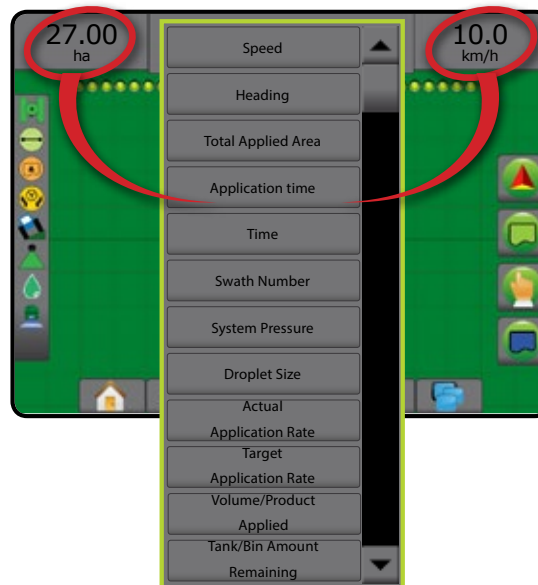 27.00
ha
10.0
km/h
Speed
Heading
Total Applied Area
Application time
Time
Swath Number
System Pressure
Droplet Size
Actual
Application Rate
Target
Application Rate
Volume/Product
Applied
Tank/Bin Amount
Remaining